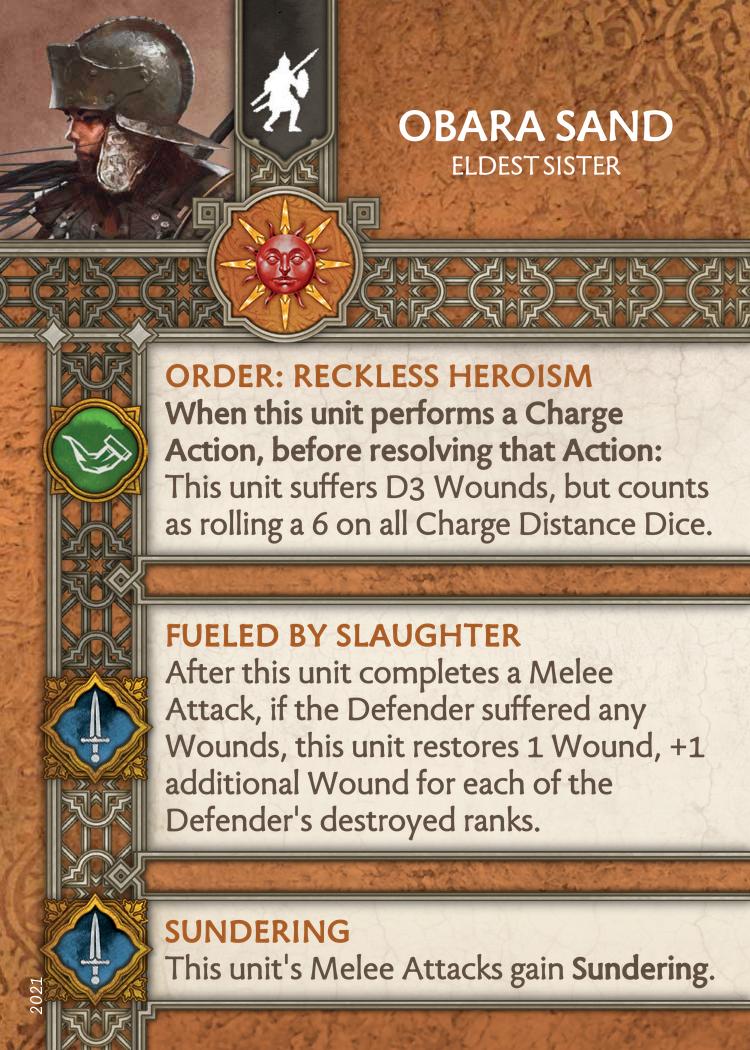 OBARA SAND
ELDEST SISTER
ORDER: RECKLESS HEROISM
When this unit performs a Charge
Action, before resolving that Action:
This unit suffers D3 Wounds, but counts
as rolling a 6 on all Charge Distance Dice.
FUELED BY SLAUGHTER
After this unit completes a Melee
Attack, if the Defender suffered any
Wounds, this unit restores 1 Wound, +1
additional Wound for each of the
Defender's destroyed ranks.
SUNDERING
This unit's Melee Attacks gain Sundering.
2021